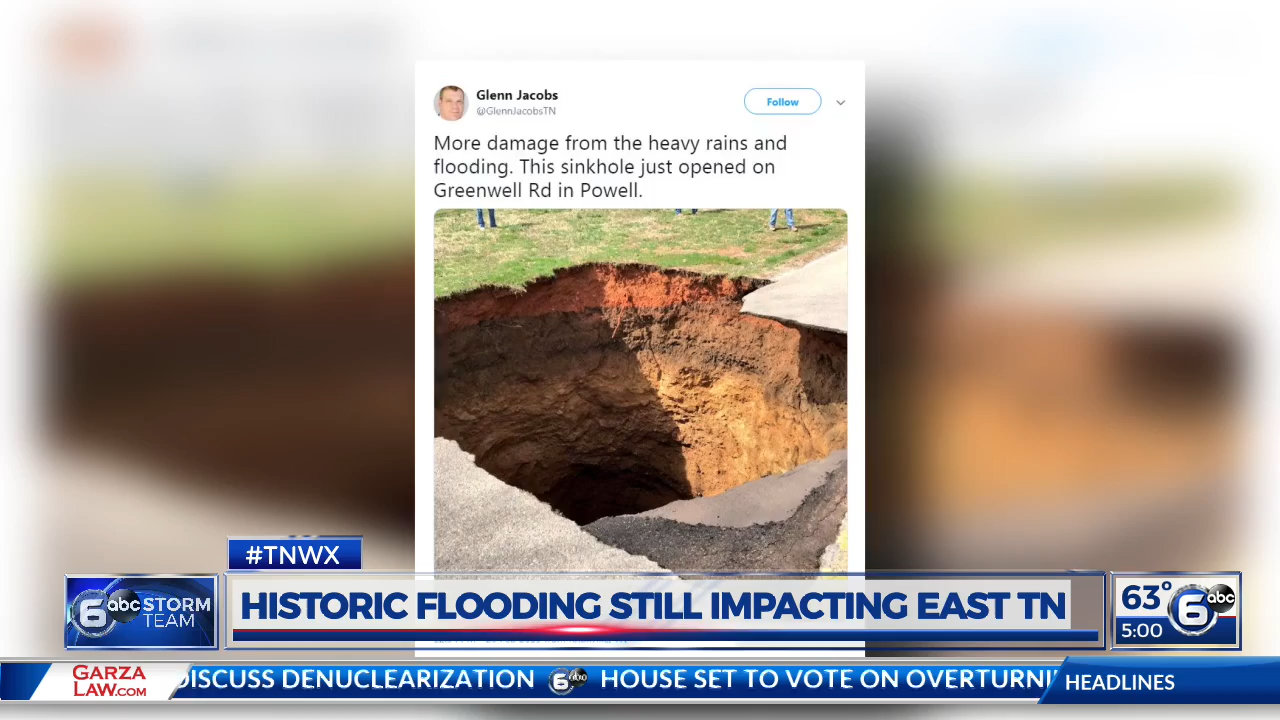 Glenn Jacobs
@GlennJacobsTN
Follow
More damage from the heavy rains and
flooding. This sinkhole just opened on
Greenwell Rd in Powell.
#TNWX
6 abc STORM
TEAM
HISTORIC FLOODING STILL IMPACTING EAST TN
63°
5:00
6 abc
GARZA
LAW.COM
DISCUSS DENUCLEARIZATION 6 abc HOUSE SET TO VOTE ON OVERTURNI
HEADLINES